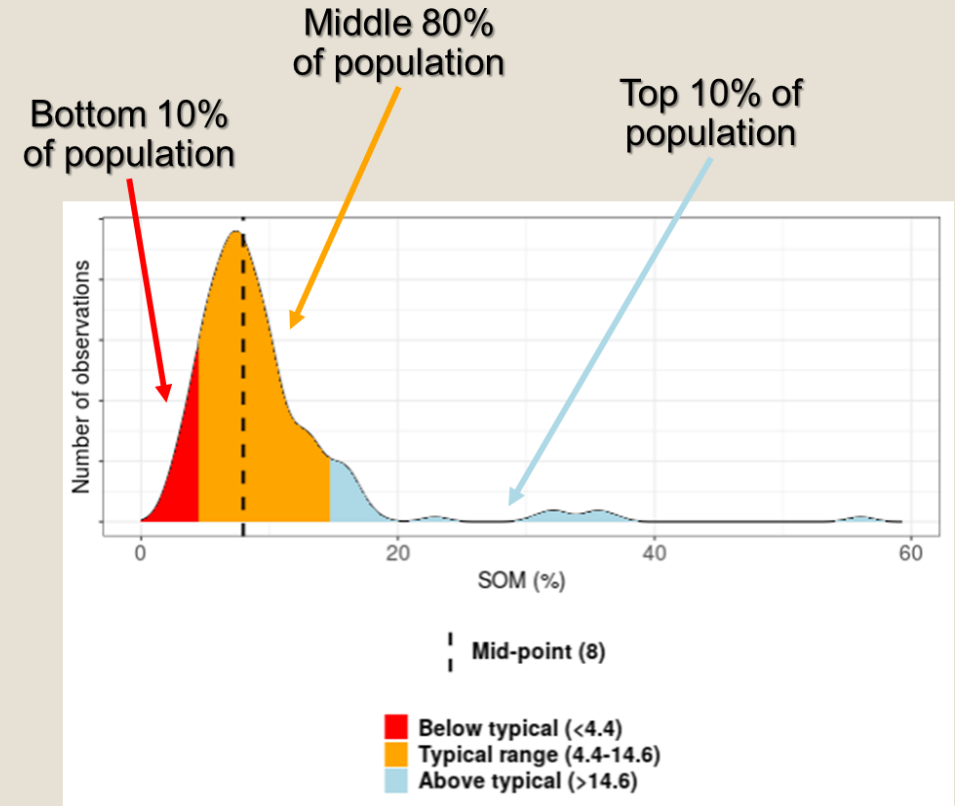 Middle 80%
of population
Top 10% of
population
Bottom 10%
of population
Number of observations
0
20
40
60
SOM (%)
Mid-point (8)
Below typical (<4.4)
Typical range (4.4-14.6)
Above typical (>14.6)